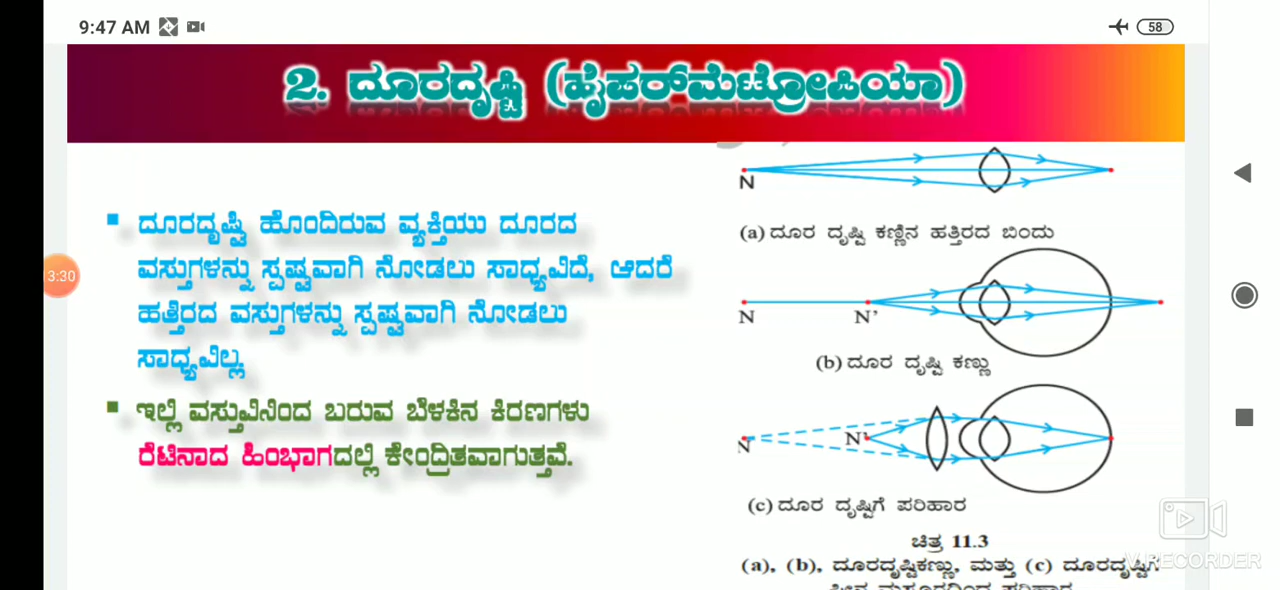 9:47 AM
58
2. ದೂರದೃಷ್ಟಿ (ಹೈಪರ್‌ಮೆಟ್ರೋಪಿಯಾ)
ದೂರದೃಷ್ಟಿ ಹೊಂದಿರುವ ವ್ಯಕ್ತಿಯು ದೂರದ
ವಸ್ತುಗಳನ್ನು ಸ್ಪಷ್ಟವಾಗಿ ನೋಡಲು ಸಾಧ್ಯವಿದೆ, ಆದರೆ
ಹತ್ತಿರದ ವಸ್ತುಗಳನ್ನು ಸ್ಪಷ್ಟವಾಗಿ ನೋಡಲು
ಸಾಧ್ಯವಿಲ್ಲ
ಇಲ್ಲಿ ವಸ್ತುವಿನಿಂದ ಬರುವ ಬೆಳಕಿನ ಕಿರಣಗಳು
ರೆಟಿನಾದ ಹಿಂಭಾಗದಲ್ಲಿ ಕೇಂದ್ರಿತವಾಗುತ್ತವೆ.
3:30
N
(a) ದೂರ ದೃಷ್ಟಿ ಕಣ್ಣಿನ ಹತ್ತಿರದ ಬಿಂದು
N N'
(b) ದೂರ ದೃಷ್ಟಿ ಕಣ್ಣು
N N'
(c) ದೂರ ದೃಷ್ಟಿಗೆ ಪರಿಹಾರ
ಚಿತ್ರ 11.3
(a), (b), ದೂರದೃಷ್ಟಿಕಣ್ಣು, ಮತ್ತು (c) ದೂರದೃಷ್ಟಿಗೆ
V.RECORDER